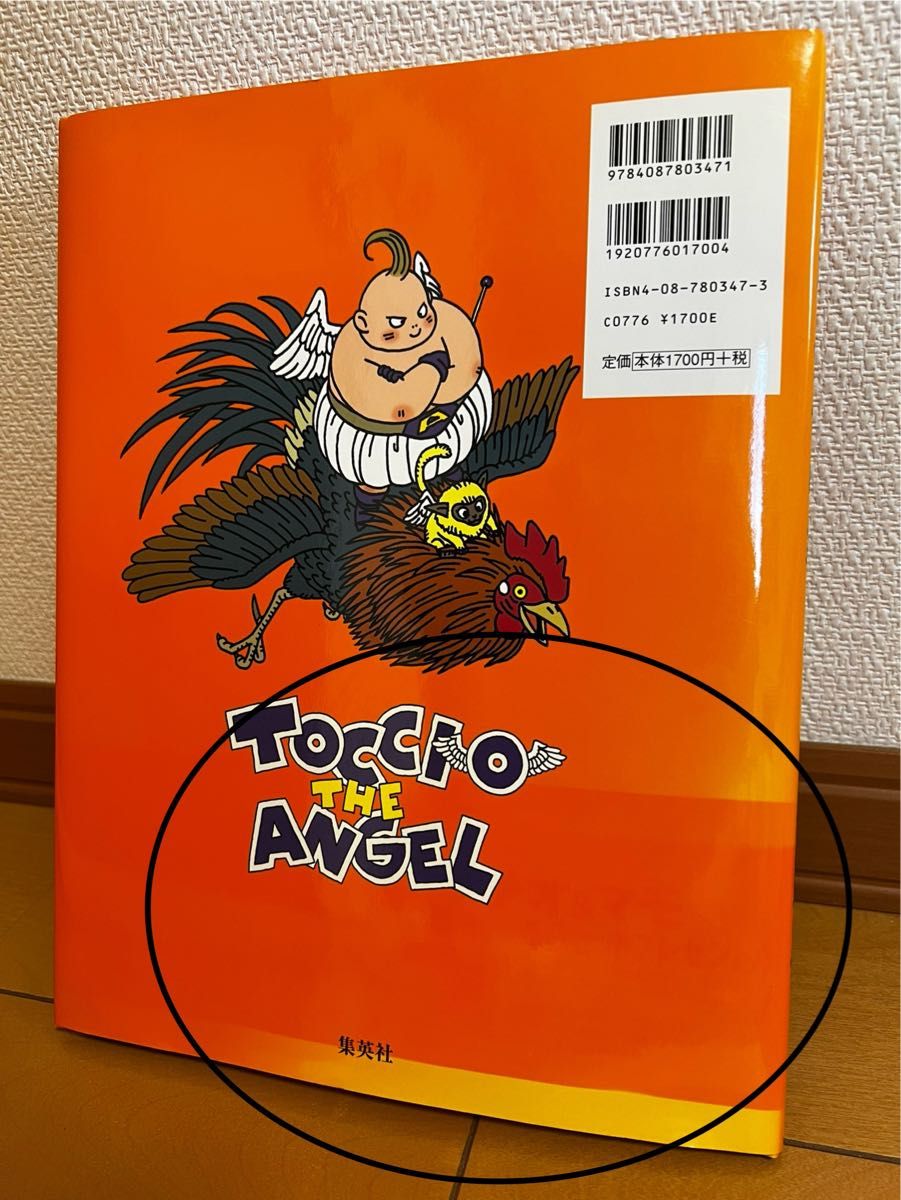 9784087803471
1920776017004
ISBN4-08-780347-3
C0776 ¥1700E
定価 本体1700円+税
TOCCIO
THE
ANGEL
集英社